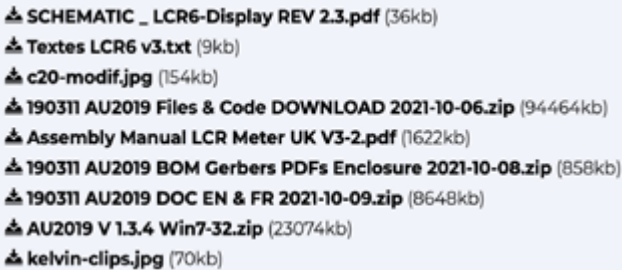 SCHEMATIC _ LCR6-Display REV 2.3.pdf (36kb)
Textes LCR6 v3.txt (9kb)
c20-modif.jpg (154kb)
190311 AU2019 Files & Code DOWNLOAD 2021-10-06.zip (94464kb)
Assembly Manual LCR Meter UK V3-2.pdf (1622kb)
190311 AU2019 BOM Gerbers PDFs Enclosure 2021-10-08.zip (858kb)
190311 AU2019 DOC EN & FR 2021-10-09.zip (8648kb)
AU2019 V 1.3.4 Win7-32.zip (23074kb)
kelvin-clips.jpg (70kb)